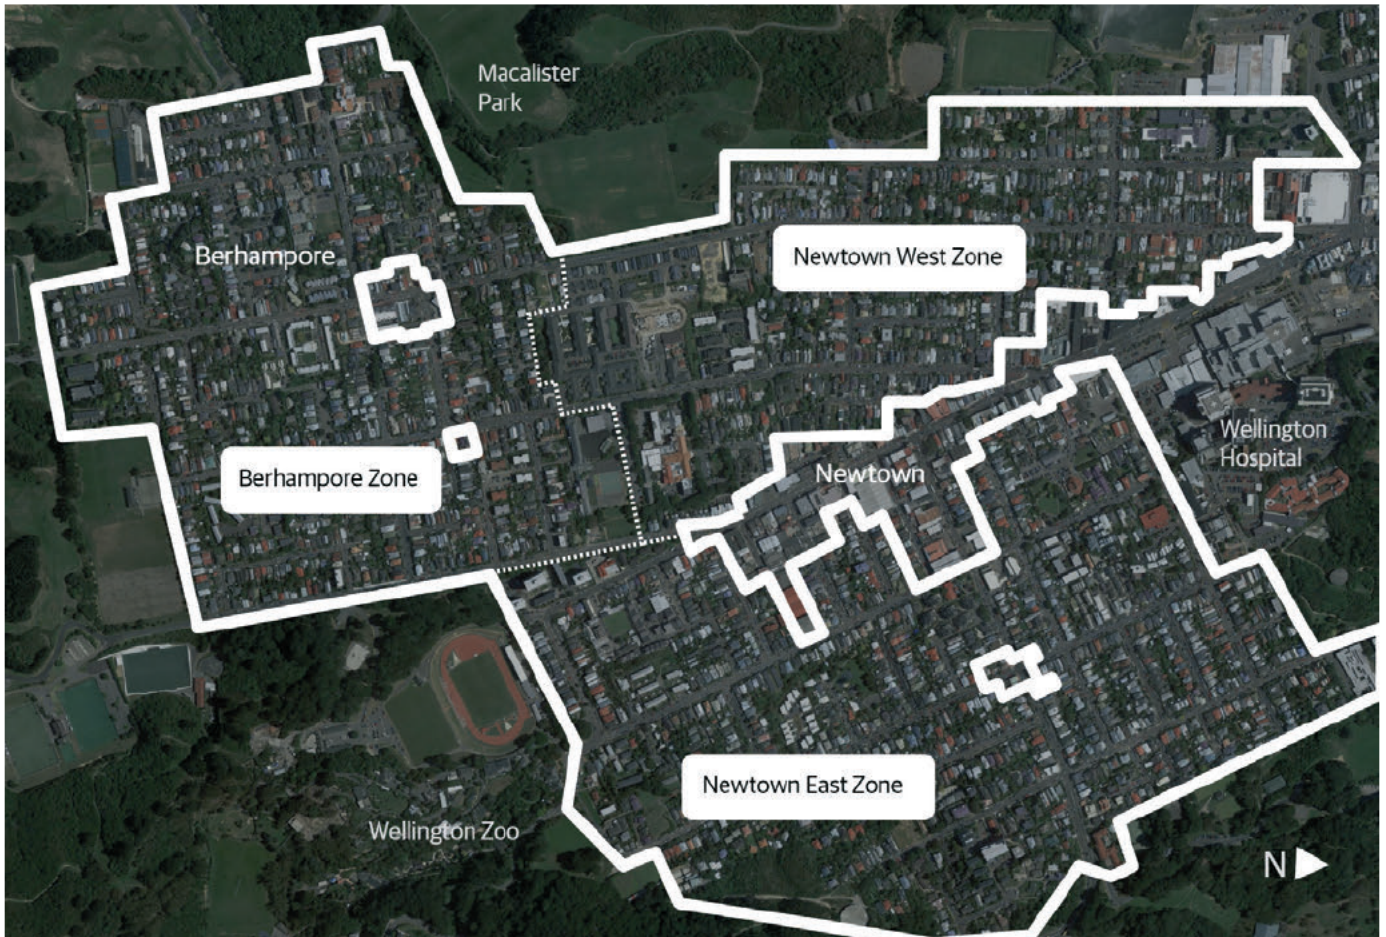 Macalister
Park
Berhampore
Newtown West Zone
Wellington
Hospital
Newtown
Berhampore Zone
Newtown East Zone
Wellington Zoo
N